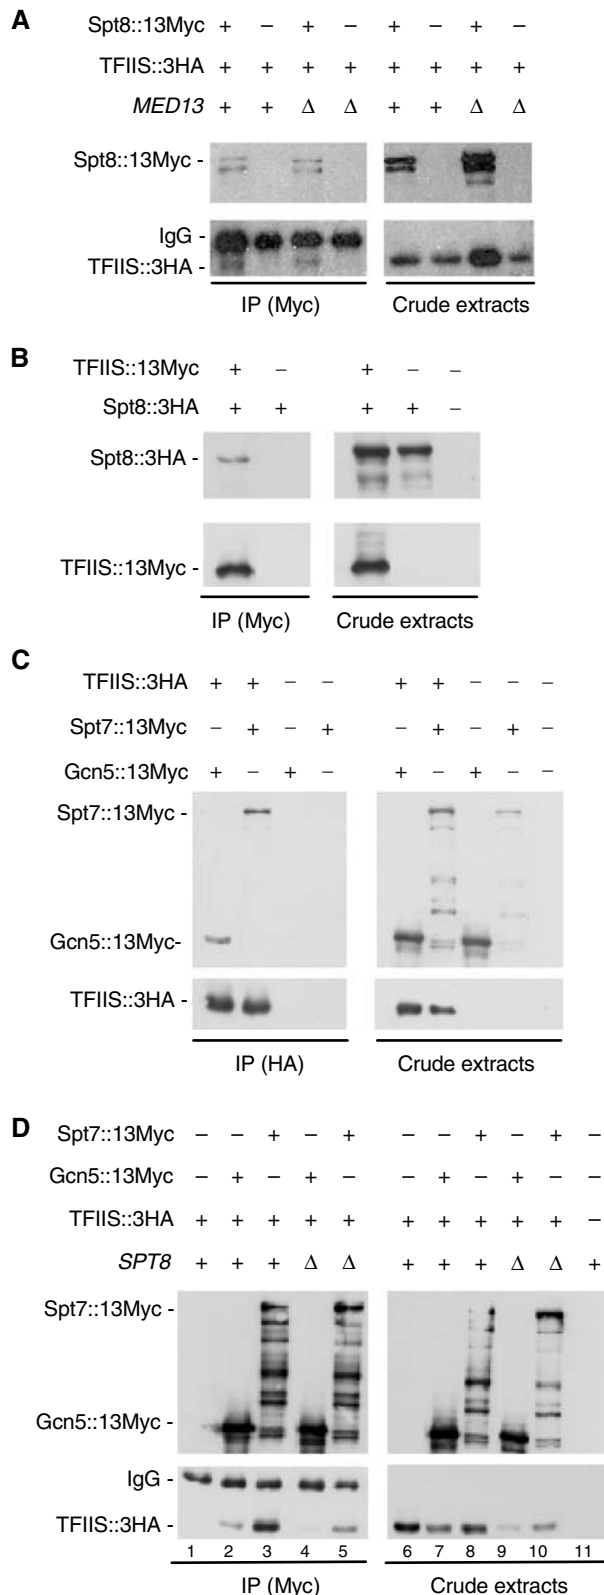 A
Spt8::13Myc + − + − + − + −
TFIIS::3HA + + + + + + + +
MED13 + + Δ Δ + + Δ Δ
Spt8::13Myc -
IgG -
TFIIS::3HA -
IP (Myc) Crude extracts
B
TFIIS::13Myc + − + − −
Spt8::3HA + + + + −
Spt8::3HA -
TFIIS::13Myc -
IP (Myc) Crude extracts
C
TFIIS::3HA + + − − + + − − −
Spt7::13Myc − + − + − + − + −
Gcn5::13Myc + − + − + − + − −
Spt7::13Myc -
Gcn5::13Myc-
TFIIS::3HA -
IP (HA) Crude extracts
D
Spt7::13Myc − − + − + − − + − + −
Gcn5::13Myc − + − + − − + − + − −
TFIIS::3HA + + + + + + + + + + −
SPT8 + + + Δ Δ + + + Δ Δ +
Spt7::13Myc -
Gcn5::13Myc -
IgG -
TFIIS::3HA -
1 2 3 4 5 6 7 8 9 10 11
IP (Myc) Crude extracts